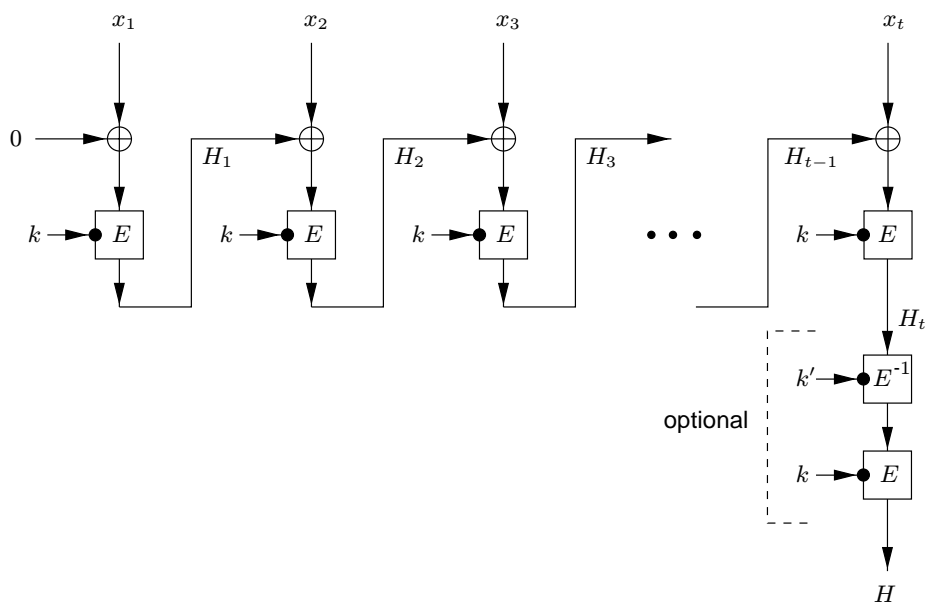 x₁ x₂ x₃ xₜ
0 H₁ H₂ H₃ Hₜ₋₁
k E k E k E • • • k E
Hₜ
k′ E⁻¹
optional
k E
H